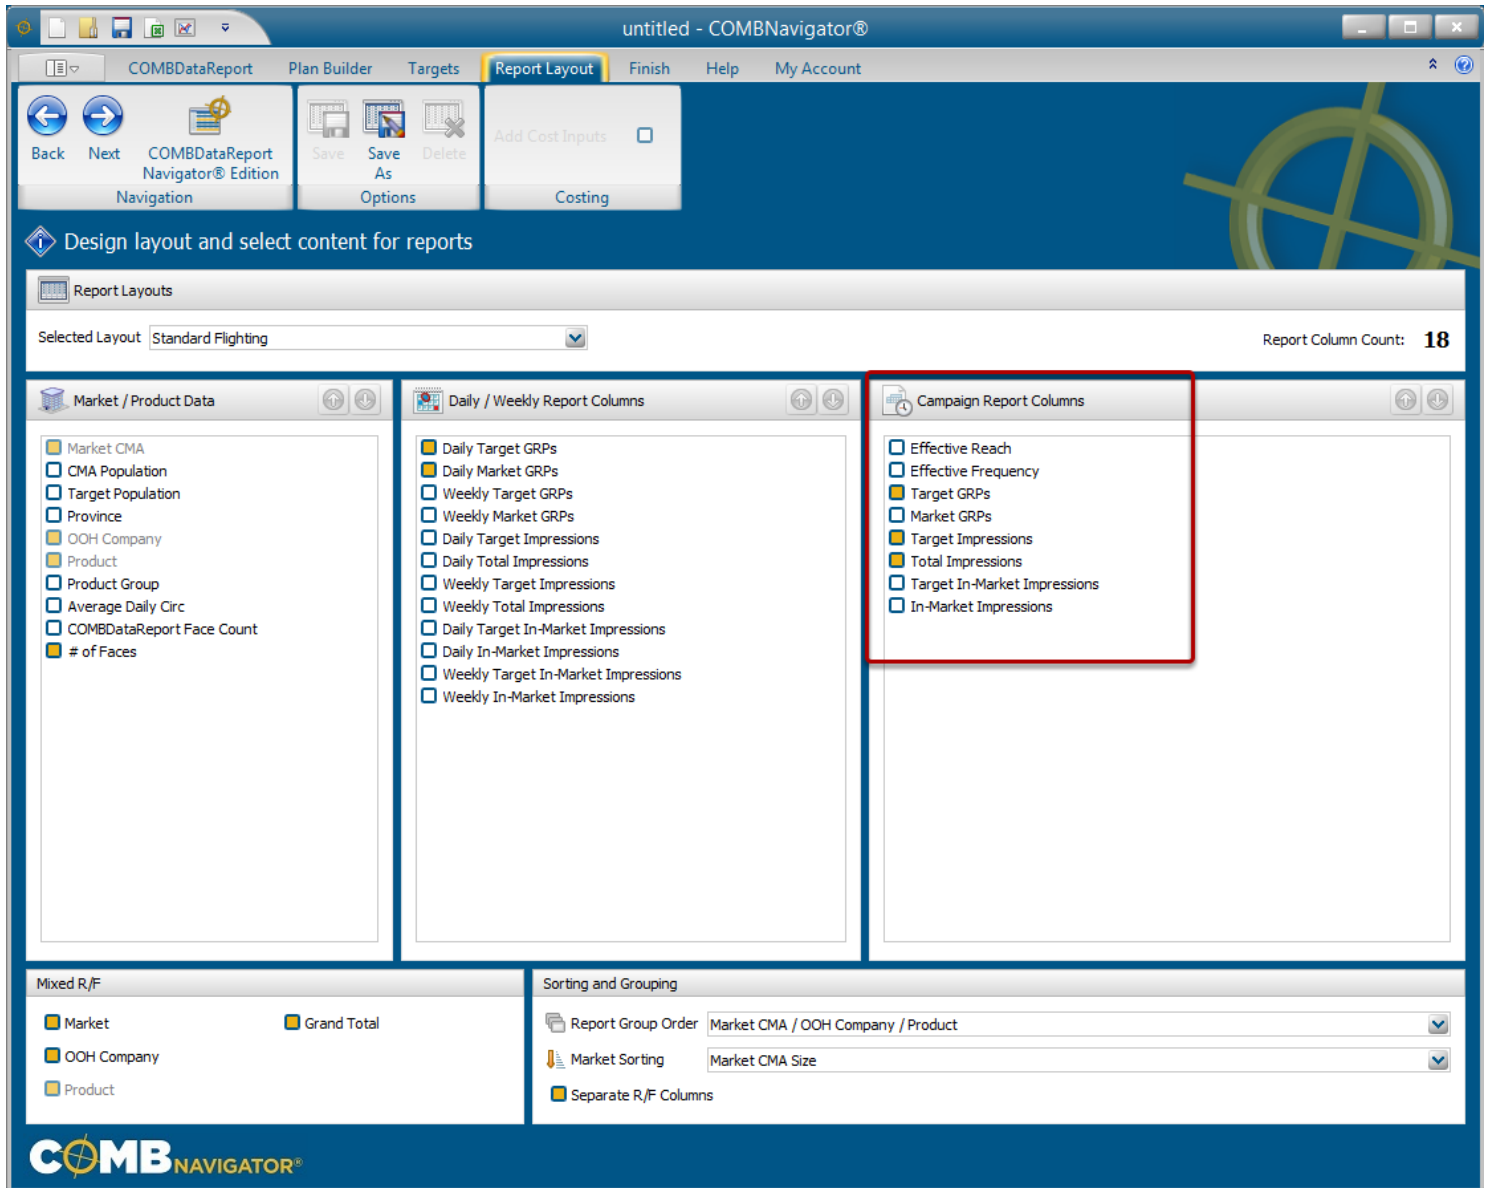 untitled - COMBNavigator®
COMBDataReport Plan Builder Targets Report Layout Finish Help My Account
Add Cost Inputs
Back Next COMBDataReport Navigator® Edition
Save Save As Delete
Navigation Options Costing
Design layout and select content for reports
Report Layouts
Selected Layout Standard Flighting
Report Column Count: 18
Market / Product Data
Market CMA
CMA Population
Target Population
Province
OOH Company
Product
Product Group
Average Daily Circ
COMBDataReport Face Count
# of Faces
Daily / Weekly Report Columns
Daily Target GRPs
Daily Market GRPs
Weekly Target GRPs
Weekly Market GRPs
Daily Target Impressions
Daily Total Impressions
Weekly Target Impressions
Weekly Total Impressions
Daily Target In-Market Impressions
Daily In-Market Impressions
Weekly Target In-Market Impressions
Weekly In-Market Impressions
Campaign Report Columns
Effective Reach
Effective Frequency
Target GRPs
Market GRPs
Target Impressions
Total Impressions
Target In-Market Impressions
In-Market Impressions
Mixed R/F
Market Grand Total
OOH Company
Product
Sorting and Grouping
Report Group Order Market CMA / OOH Company / Product
Market Sorting Market CMA Size
Separate R/F Columns
COMB NAVIGATOR®